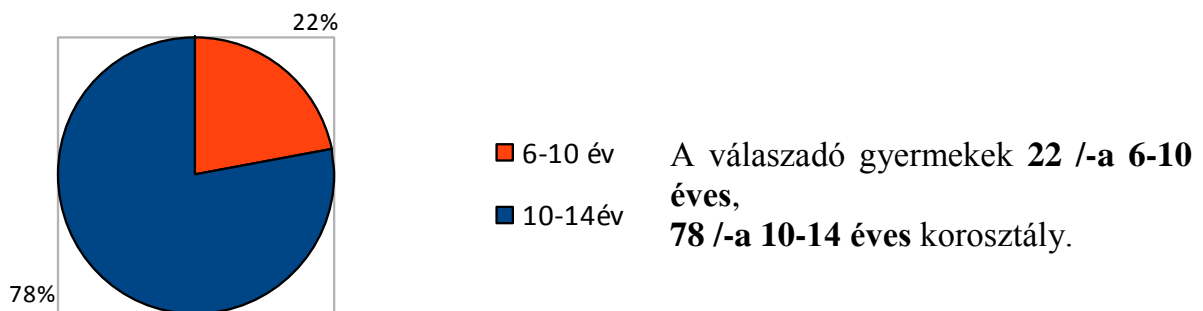 22%
78%
6-10 év
10-14év
A válaszadó gyermekek 22 /-a 6-10
éves,
78 /-a 10-14 éves korosztály.